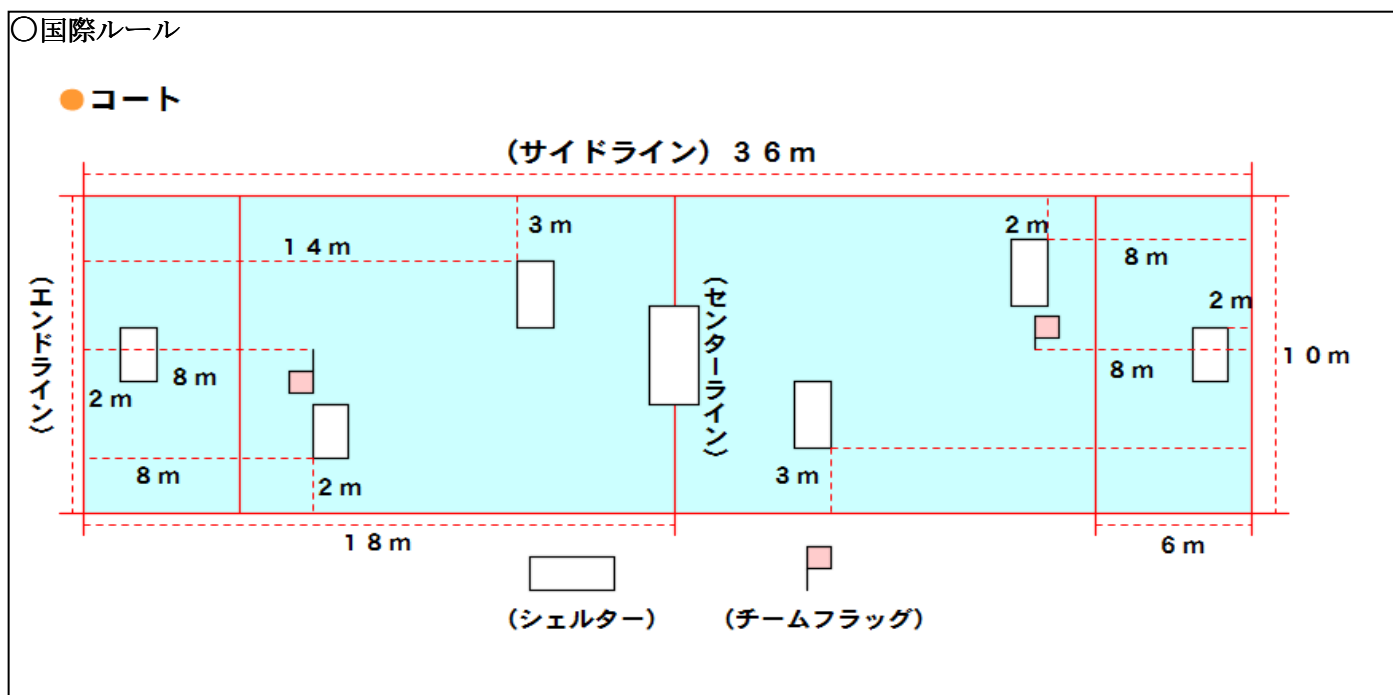 〇国際ルール
●コート
(サイドライン) 36m
3m
2m
14m
8m
2m
(エンドライン)
(センターライン)
10m
8m
8m
2m
8m
3m
2m
18m
6m
(シェルター)
(チームフラッグ)